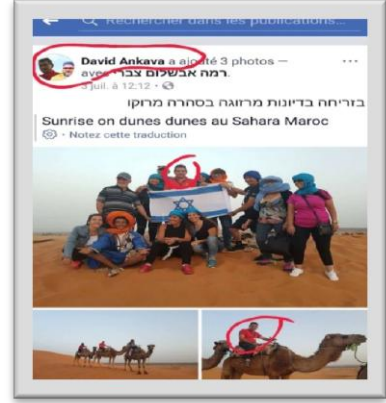 Rechercher dans les publications...
David Ankava a ajouté 3 photos —
avec רמה אבשלום צברי.
3 juil. à 12:12 •
בזריחה בדיונות מרזוגה בסהרה מרוקו
Sunrise on dunes dunes au Sahara Maroc
· Notez cette traduction